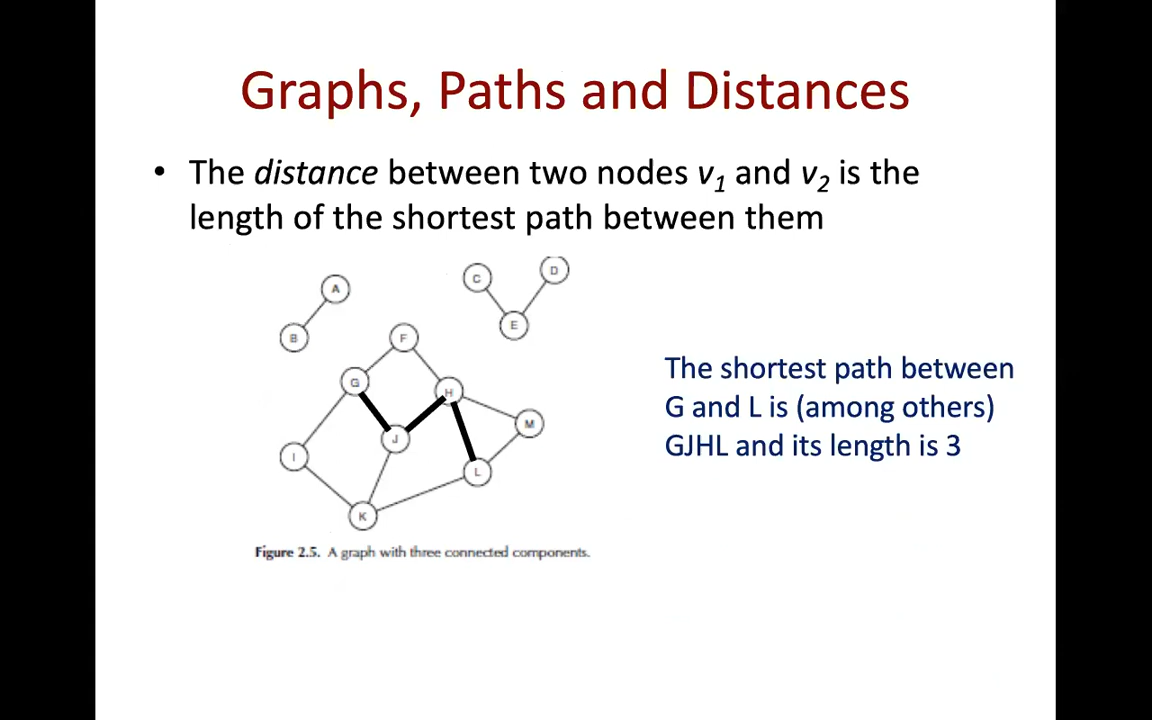 Graphs, Paths and Distances
• The distance between two nodes v1 and v2 is the
length of the shortest path between them
A
B
C
D
E
F
G
H
J
M
I
L
K
The shortest path between
G and L is (among others)
GJHL and its length is 3
Figure 2.5. A graph with three connected components.